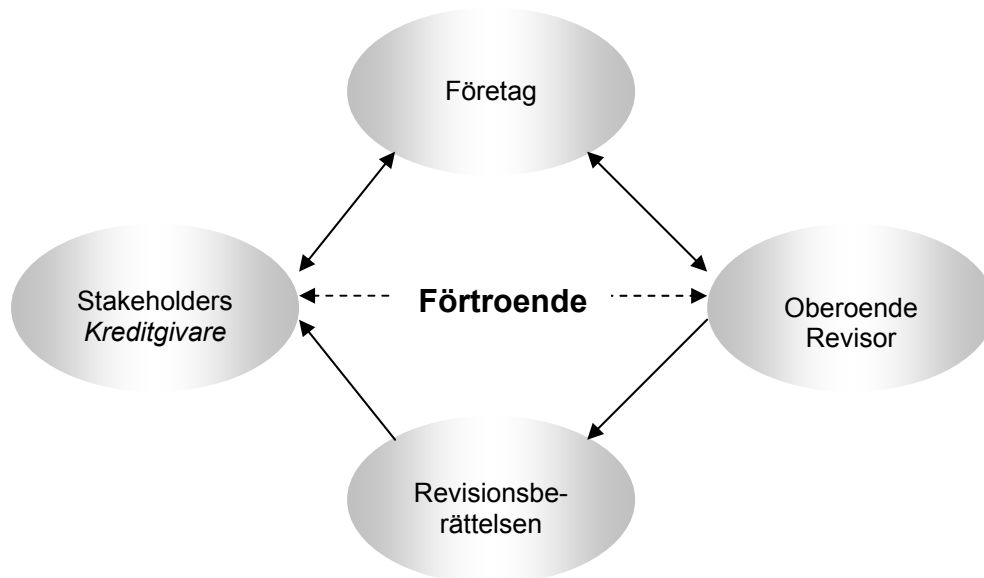 Företag
Stakeholders
Kreditgivare
Förtroende
Oberoende
Revisor
Revisionsbe-
rättelsen